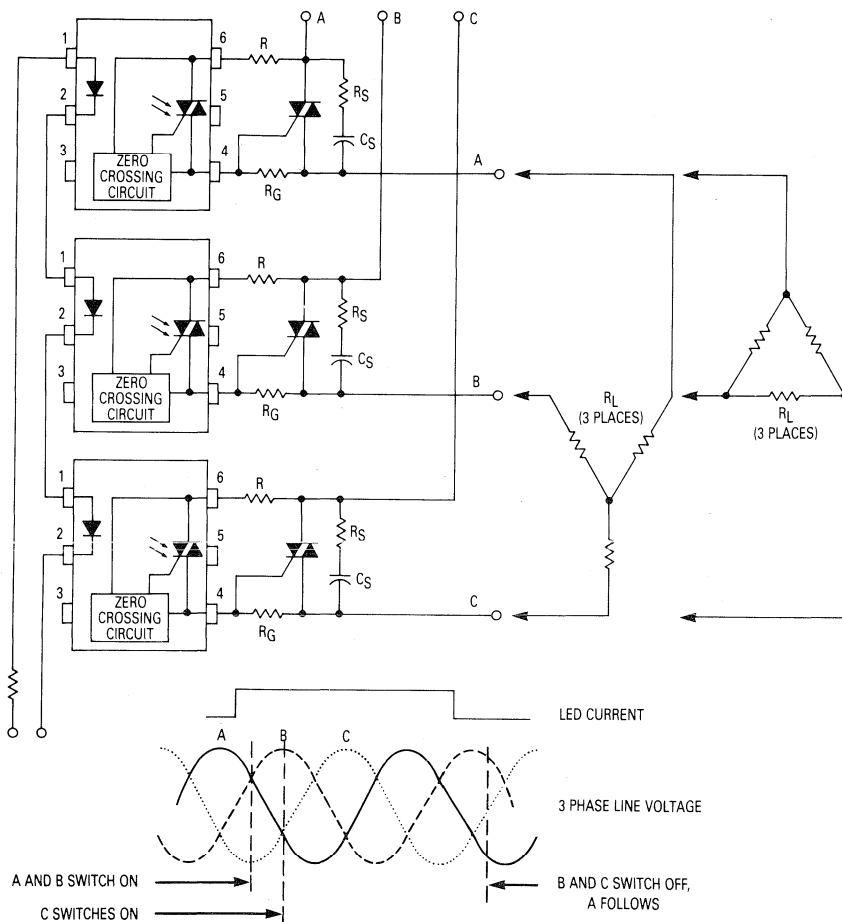 A
B
C
1
2
3
6
5
4
R
RS
CS
RG
ZERO
CROSSING
CIRCUIT
A
1
2
3
6
5
4
R
RS
CS
RG
ZERO
CROSSING
CIRCUIT
B
RL
(3 PLACES)
RL
(3 PLACES)
1
2
3
6
5
4
R
RS
CS
RG
ZERO
CROSSING
CIRCUIT
C
LED CURRENT
A
B
C
3 PHASE LINE VOLTAGE
A AND B SWITCH ON
C SWITCHES ON
B AND C SWITCH OFF,
A FOLLOWS